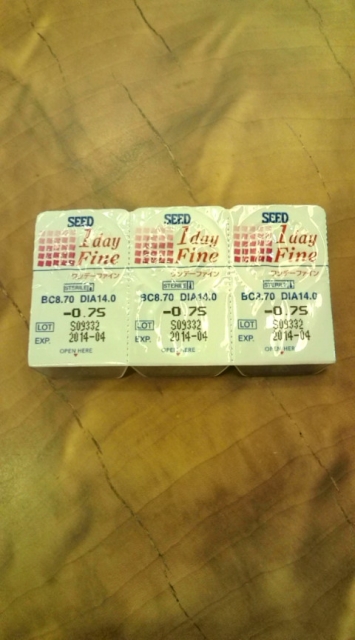 SEED
1day
Fine
ワンデーファイン
STERILE
BC8.70 DIA14.0
-0.75
LOT S09332
EXP. 2014-04
OPEN HERE
SEED
1day
Fine
ワンデーファイン
STERILE
BC8.70 DIA14.0
-0.75
LOT S09332
EXP. 2014-04
OPEN HERE
SEED
1day
Fine
ワンデーファイン
STERILE
BC8.70 DIA14.0
-0.75
LOT S09332
EXP. 2014-04
OPEN HERE